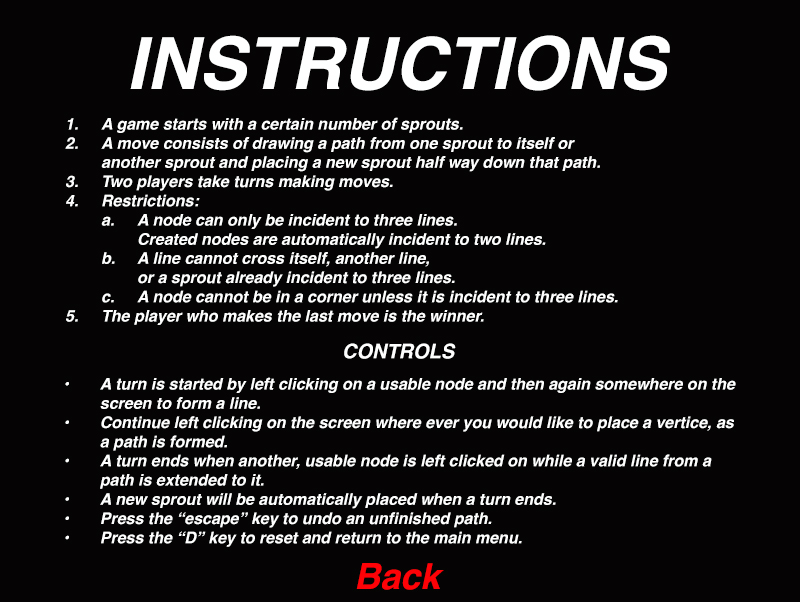 INSTRUCTIONS
1. A game starts with a certain number of sprouts.
2. A move consists of drawing a path from one sprout to itself or
another sprout and placing a new sprout half way down that path.
3. Two players take turns making moves.
4. Restrictions:
a. A node can only be incident to three lines.
Created nodes are automatically incident to two lines.
b. A line cannot cross itself, another line,
or a sprout already incident to three lines.
c. A node cannot be in a corner unless it is incident to three lines.
5. The player who makes the last move is the winner.
CONTROLS
• A turn is started by left clicking on a usable node and then again somewhere on the
screen to form a line.
• Continue left clicking on the screen where ever you would like to place a vertice, as
a path is formed.
• A turn ends when another, usable node is left clicked on while a valid line from a
path is extended to it.
• A new sprout will be automatically placed when a turn ends.
• Press the “escape” key to undo an unfinished path.
• Press the “D” key to reset and return to the main menu.
Back